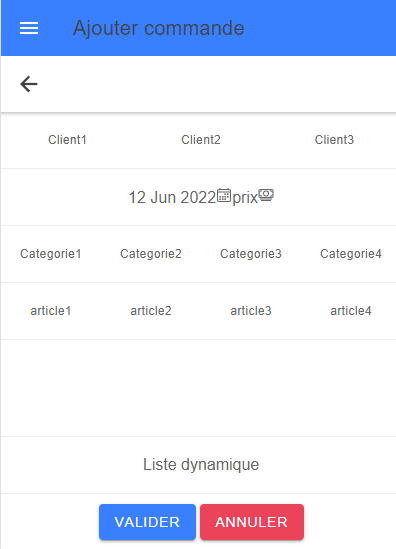 Ajouter commande
Client1 Client2 Client3
12 Jun 2022 prix
Categorie1 Categorie2 Categorie3 Categorie4
article1 article2 article3 article4
Liste dynamique
VALIDER ANNULER